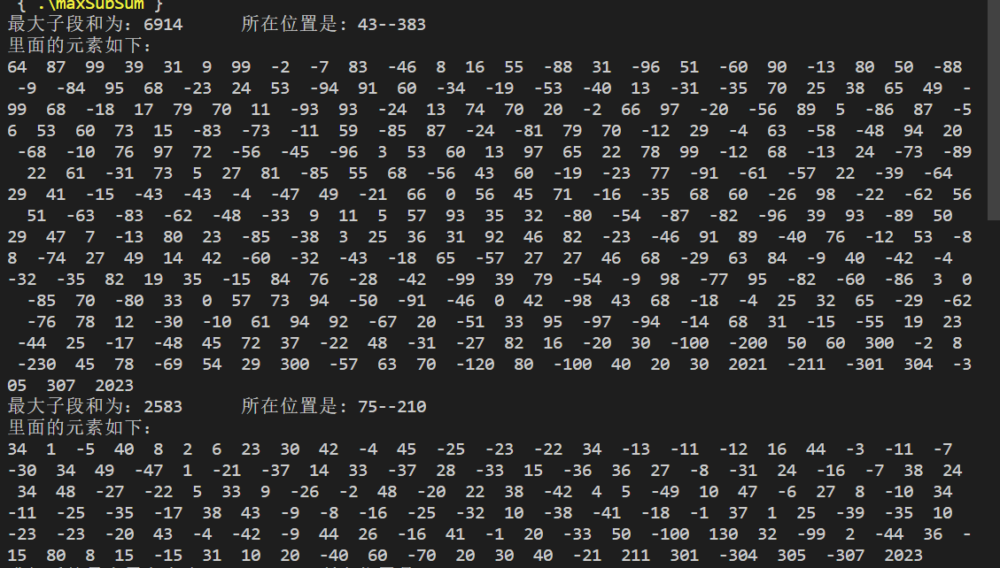 { .\maxSubSum }
最大子段和为：6914      所在位置是: 43--383
里面的元素如下：
64  87  99  39  31  9  99  -2  -7  83  -46  8  16  55  -88  31  -96  51  -60  90  -13  80  50  -88
 -9  -84  95  68  -23  24  53  -94  91  60  -34  -19  -53  -40  13  -31  -35  70  25  38  65  49  -
99  68  -18  17  79  70  11  -93  93  -24  13  74  70  20  -2  66  97  -20  -56  89  5  -86  87  -5
6  53  60  73  15  -83  -73  -11  59  -85  87  -24  -81  79  70  -12  29  -4  63  -58  -48  94  20
 -68  -10  76  97  72  -56  -45  -96  3  53  60  13  97  65  22  78  99  -12  68  -13  24  -73  -89
  22  61  -31  73  5  27  81  -85  55  68  -56  43  60  -19  -23  77  -91  -61  -57  22  -39  -64
29  41  -15  -43  -43  -4  -47  49  -21  66  0  56  45  71  -16  -35  68  60  -26  98  -22  -62  56
  51  -63  -83  -62  -48  -33  9  11  5  57  93  35  32  -80  -54  -87  -82  -96  39  93  -89  50
29  47  7  -13  80  23  -85  -38  3  25  36  31  92  46  82  -23  -46  91  89  -40  76  -12  53  -8
8  -74  27  49  14  42  -60  -32  -43  -18  65  -57  27  27  46  68  -29  63  84  -9  40  -42  -4
-32  -35  82  19  35  -15  84  76  -28  -42  -99  39  79  -54  -9  98  -77  95  -82  -60  -86  3  0
  -85  70  -80  33  0  57  73  94  -50  -91  -46  0  42  -98  43  68  -18  -4  25  32  65  -29  -62
  -76  78  12  -30  -10  61  94  92  -67  20  -51  33  95  -97  -94  -14  68  31  -15  -55  19  23
 -44  25  -17  -48  45  72  37  -22  48  -31  -27  82  16  -20  30  -100  -200  50  60  300  -2  8
 -230  45  78  -69  54  29  300  -57  63  70  -120  80  -100  40  20  30  2021  -211  -301  304  -3
05  307  2023
最大子段和为：2583      所在位置是: 75--210
里面的元素如下：
34  1  -5  40  8  2  6  23  30  42  -4  45  -25  -23  -22  34  -13  -11  -12  16  44  -3  -11  -7
-30  34  49  -47  1  -21  -37  14  33  -37  28  -33  15  -36  36  27  -8  -31  24  -16  -7  38  24
 34  48  -27  -22  5  33  9  -26  -2  48  -20  22  38  -42  4  5  -49  10  47  -6  27  8  -10  34
-11  -25  -35  -17  38  43  -9  -8  -16  -25  -32  10  -38  -41  -18  -1  37  1  25  -39  -35  10
-23  -23  -20  43  -4  -42  -9  44  26  -16  41  -1  20  -33  50  -100  130  32  -99  2  -44  36  -
15  80  8  15  -15  31  10  20  -40  60  -70  20  30  40  -21  211  301  -304  305  -307  2023